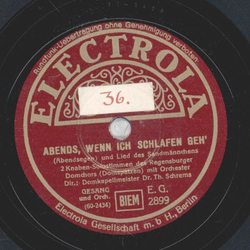 Rundfunk-Uebertragung ohne Genehmigung verboten
ELECTROLA
36.
ABENDS, WENN ICH SCHLAFEN GEH'
(Abendsegen) und Lied des Sandmännchens
2 Knaben-Solostimmen des Regensburger
Domchors (Domspatzen) mit Orchester
Dir.: Domkapellmeister Dr. Th. Schrems
GESANG
und Orch.
(60-2434)
BIEM
E.G.
2899
Electrola Gesellschaft m. b. H., Berlin